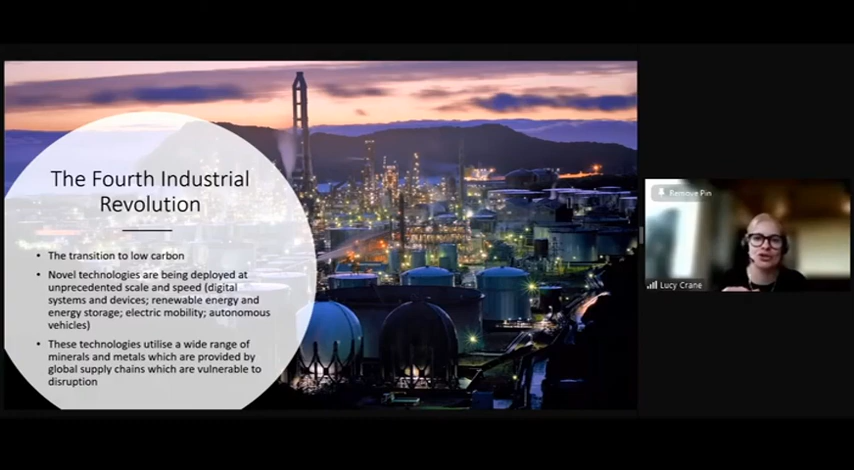 The Fourth Industrial
Revolution
• The transition to low carbon
• Novel technologies are being deployed at
unprecedented scale and speed (digital
systems and devices; renewable energy and
energy storage; electric mobility; autonomous
vehicles)
• These technologies utilise a wide range of
minerals and metals which are provided by
global supply chains which are vulnerable to
disruption
Remove Pin
Lucy Crane